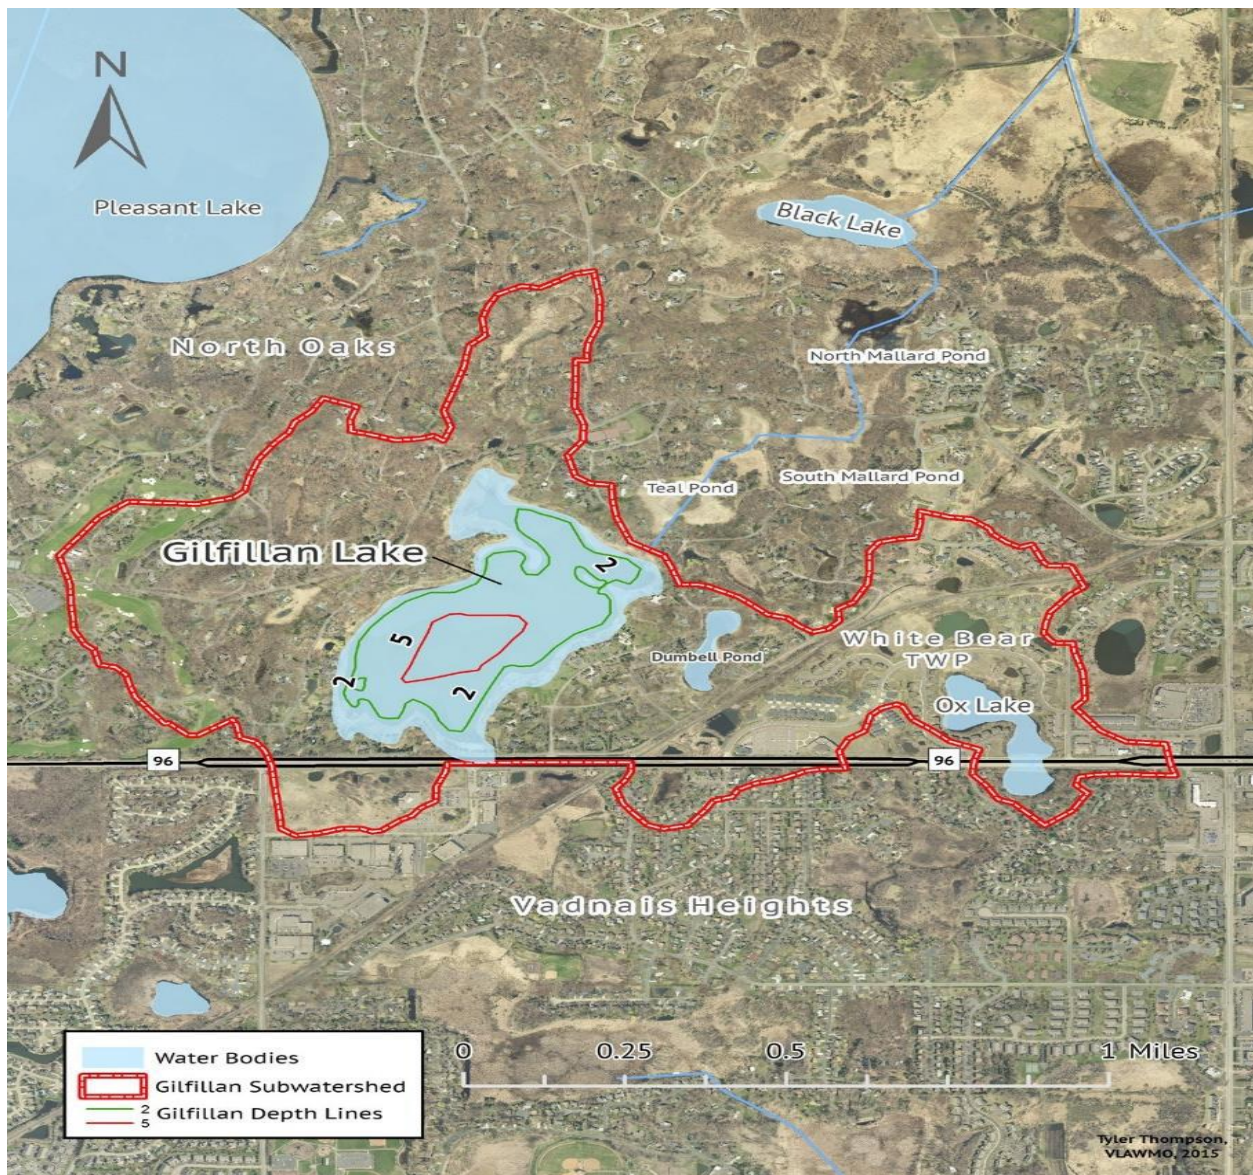 N
Pleasant Lake
Black Lake
North Oaks
North Mallard Pond
Teal Pond
South Mallard Pond
Gilfillan Lake
2
5
2
2
Dumbell Pond
White Bear
TWP
Ox Lake
96
96
Vadnais Heights
Water Bodies
Gilfillan Subwatershed
2
5
Gilfillan Depth Lines
0 0.25 0.5 1 Miles
Tyler Thompson,
VLAWMO, 2015